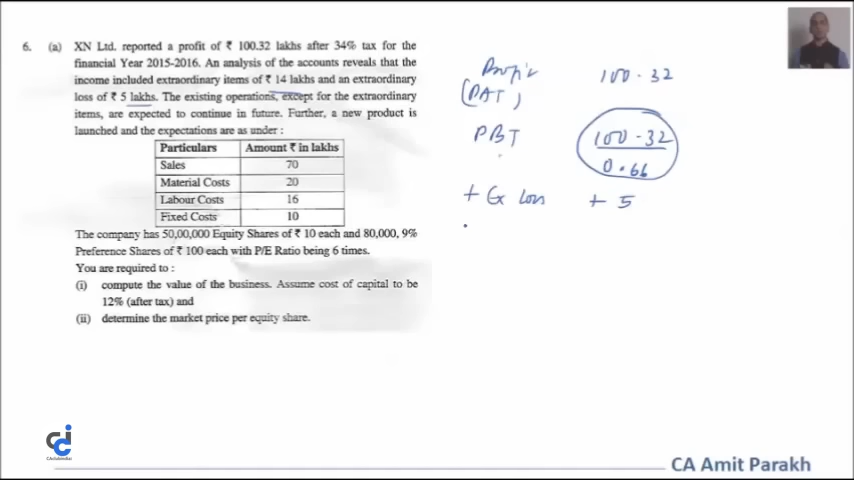 6. (a) XN Ltd. reported a profit of ₹ 100.32 lakhs after 34% tax for the
financial Year 2015-2016. An analysis of the accounts reveals that the
income included extraordinary items of ₹ 14 lakhs and an extraordinary
loss of ₹ 5 lakhs. The existing operations, except for the extraordinary
items, are expected to continue in future. Further, a new product is
launched and the expectations are as under :
Particulars Amount ₹ in lakhs
Sales 70
Material Costs 20
Labour Costs 16
Fixed Costs 10
The company has 50,00,000 Equity Shares of ₹ 10 each and 80,000, 9%
Preference Shares of ₹ 100 each with P/E Ratio being 6 times.
You are required to :
(i) compute the value of the business. Assume cost of capital to be
12% (after tax) and
(ii) determine the market price per equity share.
Profit 100.32
(PAT)
PBT 100.32
0.66
+ Ex loss + 5
CA Amit Parakh